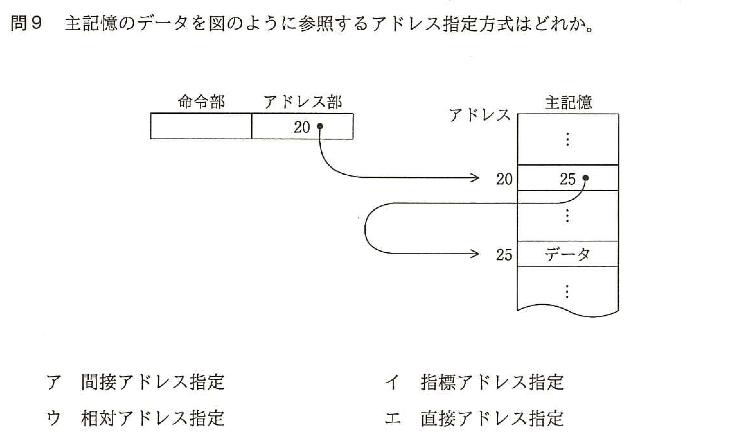 問9 主記憶のデータを図のように参照するアドレス指定方式はどれか。
命令部 アドレス部
20
アドレス 主記憶
⋮
20 25
⋮
25 データ
⋮
ア 間接アドレス指定 イ 指標アドレス指定
ウ 相対アドレス指定 エ 直接アドレス指定